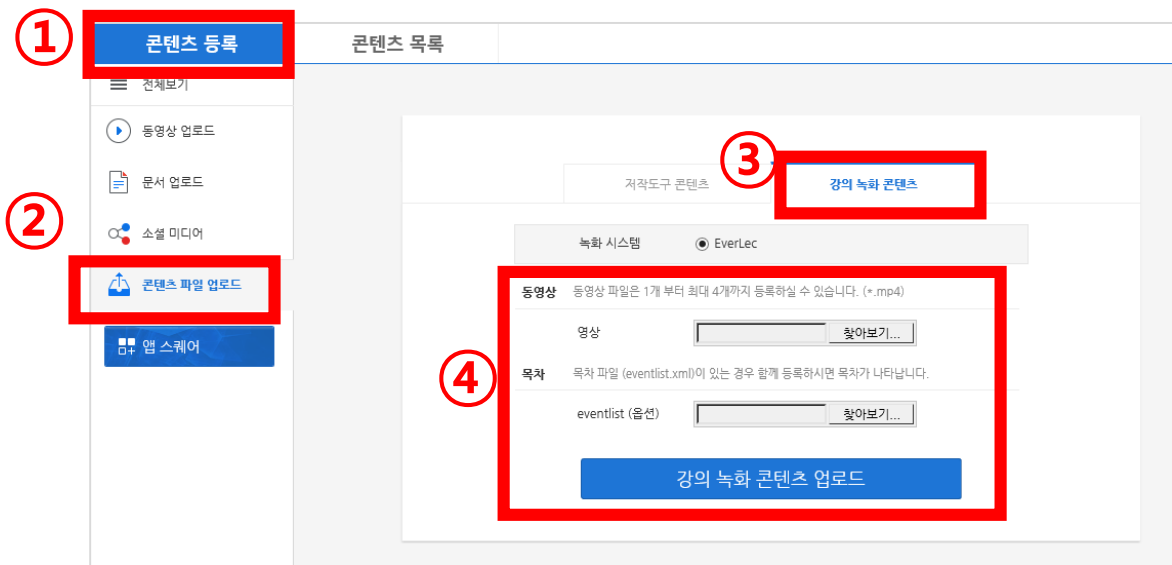 ①
콘텐츠 등록
콘텐츠 목록
전체보기
동영상 업로드
문서 업로드
②
소셜 미디어
콘텐츠 파일 업로드
앱 스퀘어
③
저작도구 콘텐츠
강의 녹화 콘텐츠
녹화 시스템 EverLec
④
동영상 동영상 파일은 1개 부터 최대 4개까지 등록하실 수 있습니다. (*.mp4)
영상 찾아보기...
목차 목차 파일 (eventlist.xml)이 있는 경우 함께 등록하시면 목차가 나타납니다.
eventlist (옵션) 찾아보기...
강의 녹화 콘텐츠 업로드